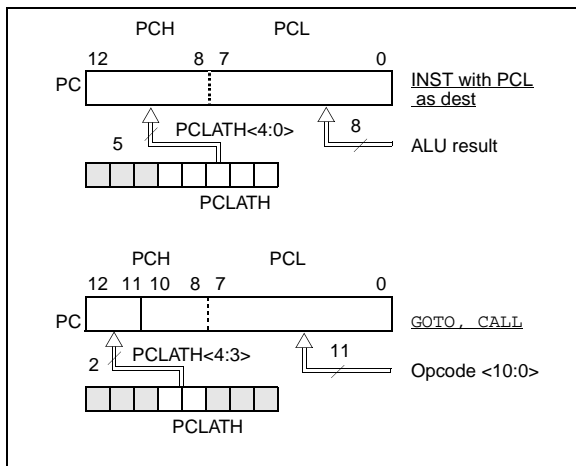 PCH PCL
12 8 7 0
PC
INST with PCL
as dest
PCLATH<4:0>
5
8
ALU result
PCLATH
PCH PCL
12 11 10 8 7 0
PC
GOTO, CALL
PCLATH<4:3>
2
11
Opcode <10:0>
PCLATH